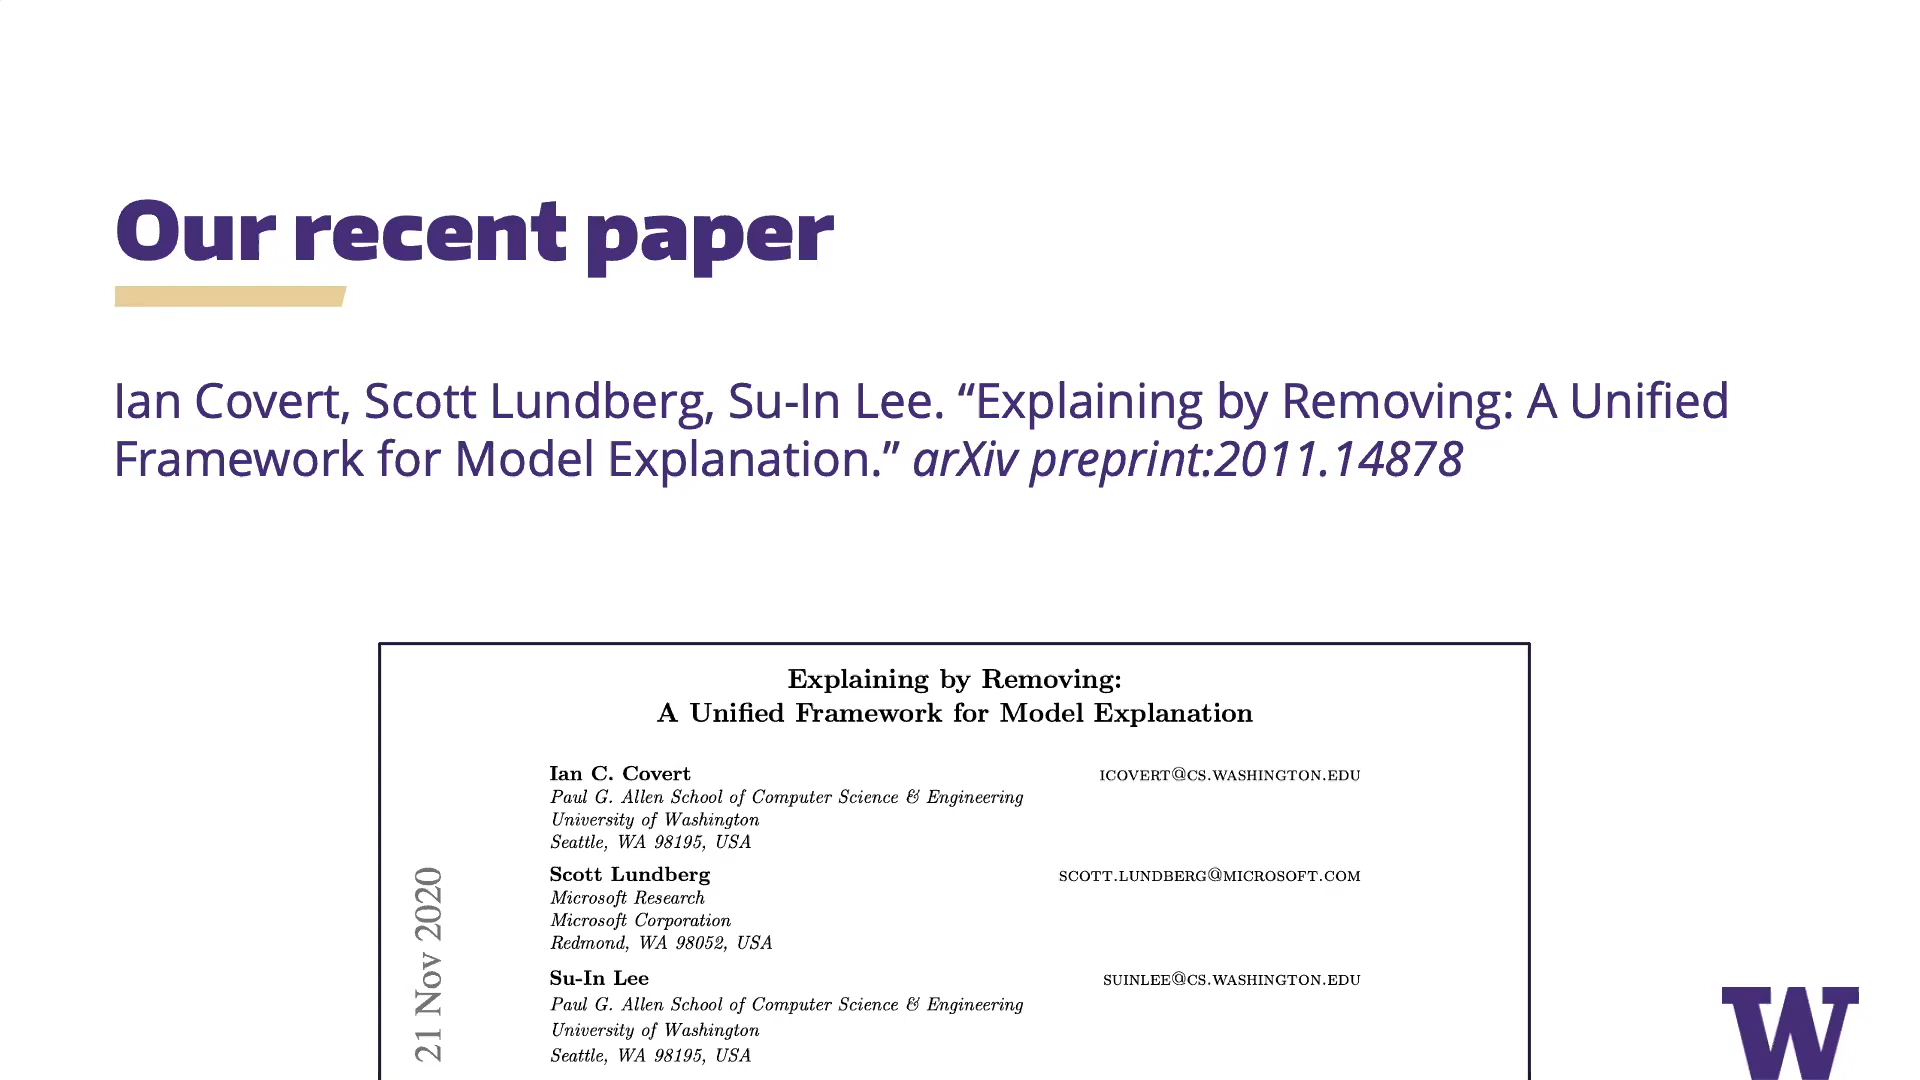 Our recent paper
Ian Covert, Scott Lundberg, Su-In Lee. “Explaining by Removing: A Unified
Framework for Model Explanation.” arXiv preprint:2011.14878
Explaining by Removing:
A Unified Framework for Model Explanation
Ian C. Covert ICOVERT@CS.WASHINGTON.EDU
Paul G. Allen School of Computer Science & Engineering
University of Washington
Seattle, WA 98195, USA
Scott Lundberg SCOTT.LUNDBERG@MICROSOFT.COM
Microsoft Research
Microsoft Corporation
Redmond, WA 98052, USA
Su-In Lee SUINLEE@CS.WASHINGTON.EDU
Paul G. Allen School of Computer Science & Engineering
University of Washington
Seattle, WA 98195, USA
21 Nov 2020
W